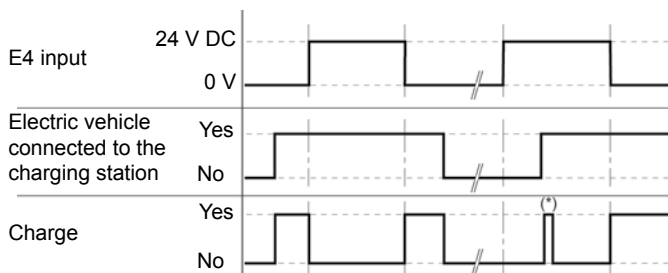 24 V DC
E4 input
0 V
Electric vehicle
connected to the
charging station
Yes
No
(*)
Yes
Charge
No